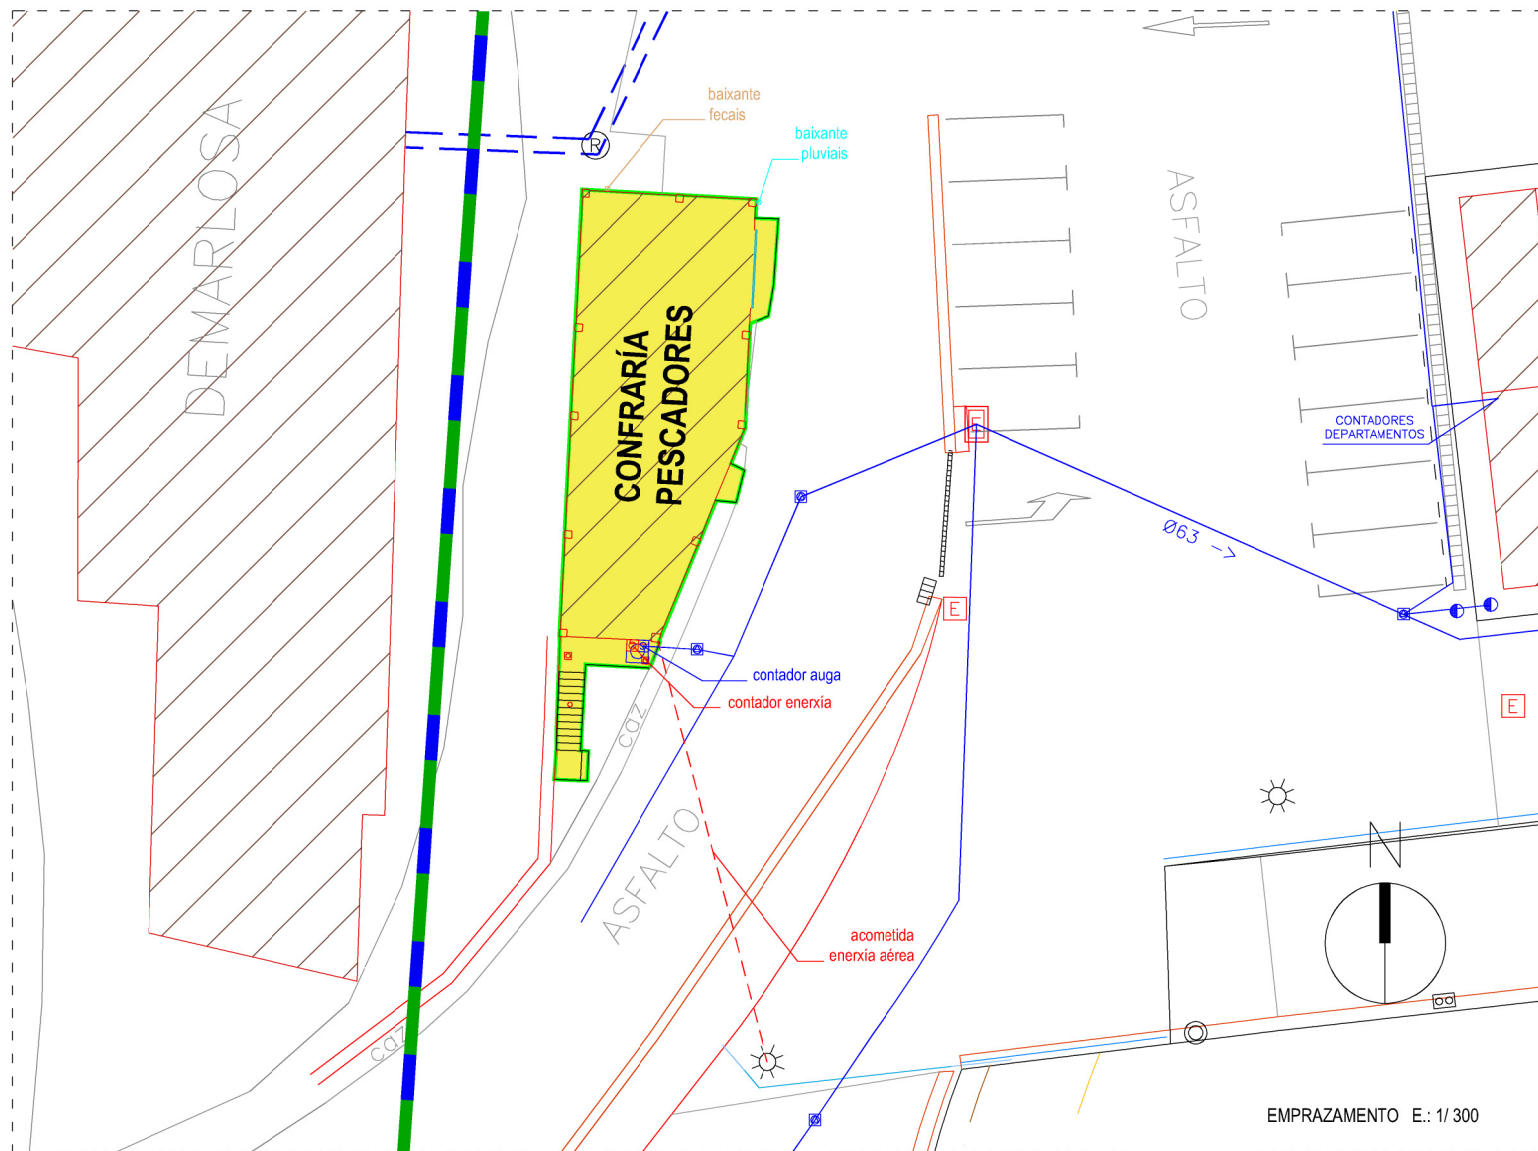 baixante
fecais
baixante
pluviais
R
DEMARLOSA
ASFALTO
CONFRARÍA
PESCADORES
E
CONTADORES
DEPARTAMENTOS
Ø63 ->
E
contador auga
contador enerxía
E
caz
ASFALTO
N
acometida
enerxía aérea
caz
EMPRAZAMENTO E.: 1/ 300